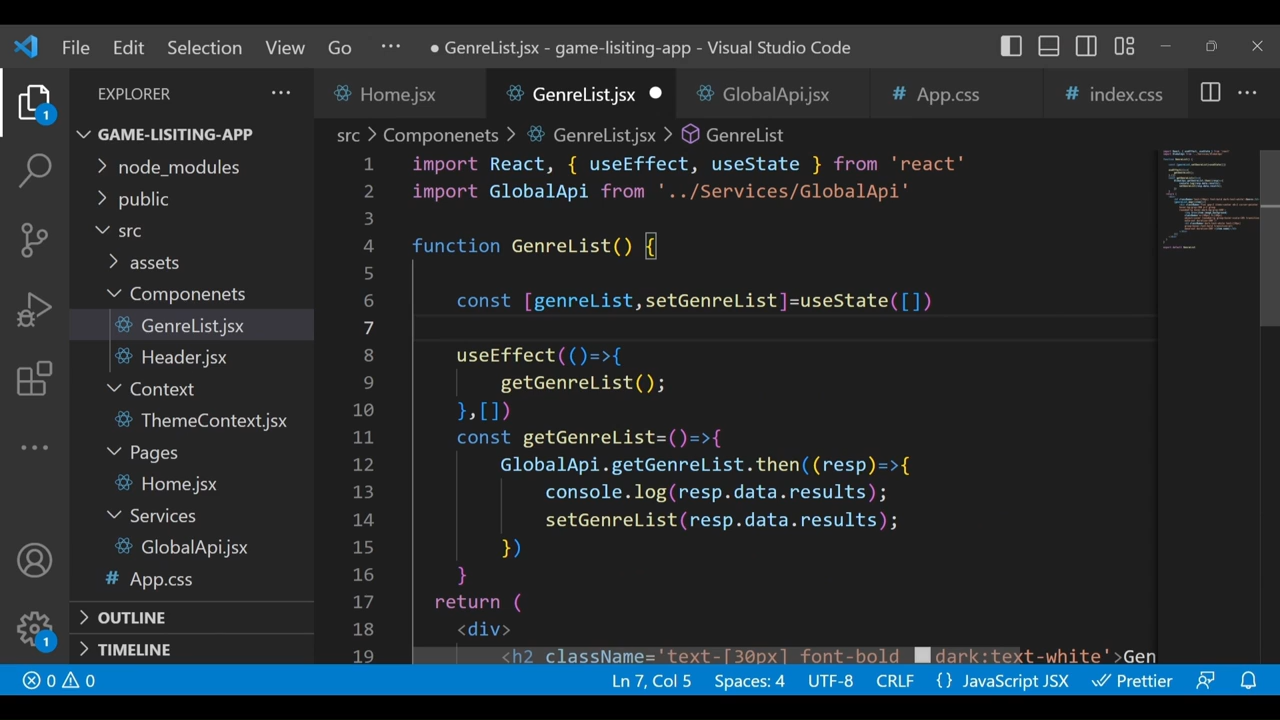 File Edit Selection View Go ··· ● GenreList.jsx - game-lisiting-app - Visual Studio Code
EXPLORER ···
Home.jsx GenreList.jsx ● GlobalApi.jsx # App.css # index.css ···
1
GAME-LISITING-APP
node_modules
public
src
assets
Componenets
GenreList.jsx
Header.jsx
Context
ThemeContext.jsx
Pages
Home.jsx
Services
GlobalApi.jsx
# App.css
OUTLINE
TIMELINE
1
src > Componenets > GenreList.jsx > GenreList
1 import React, { useEffect, useState } from 'react'
2 import GlobalApi from '../Services/GlobalApi'
3
4 function GenreList() {
5
6 const [genreList,setGenreList]=useState([])
7
8 useEffect(()=>{
9 getGenreList();
10 },[])
11 const getGenreList=()=>{
12 GlobalApi.getGenreList.then((resp)=>{
13 console.log(resp.data.results);
14 setGenreList(resp.data.results);
15 })
16 }
17 return (
18 <div>
19 <h2 className='text-[30px] font-bold dark:text-white'>Gen
0 0 Ln 7, Col 5 Spaces: 4 UTF-8 CRLF {} JavaScript JSX Prettier